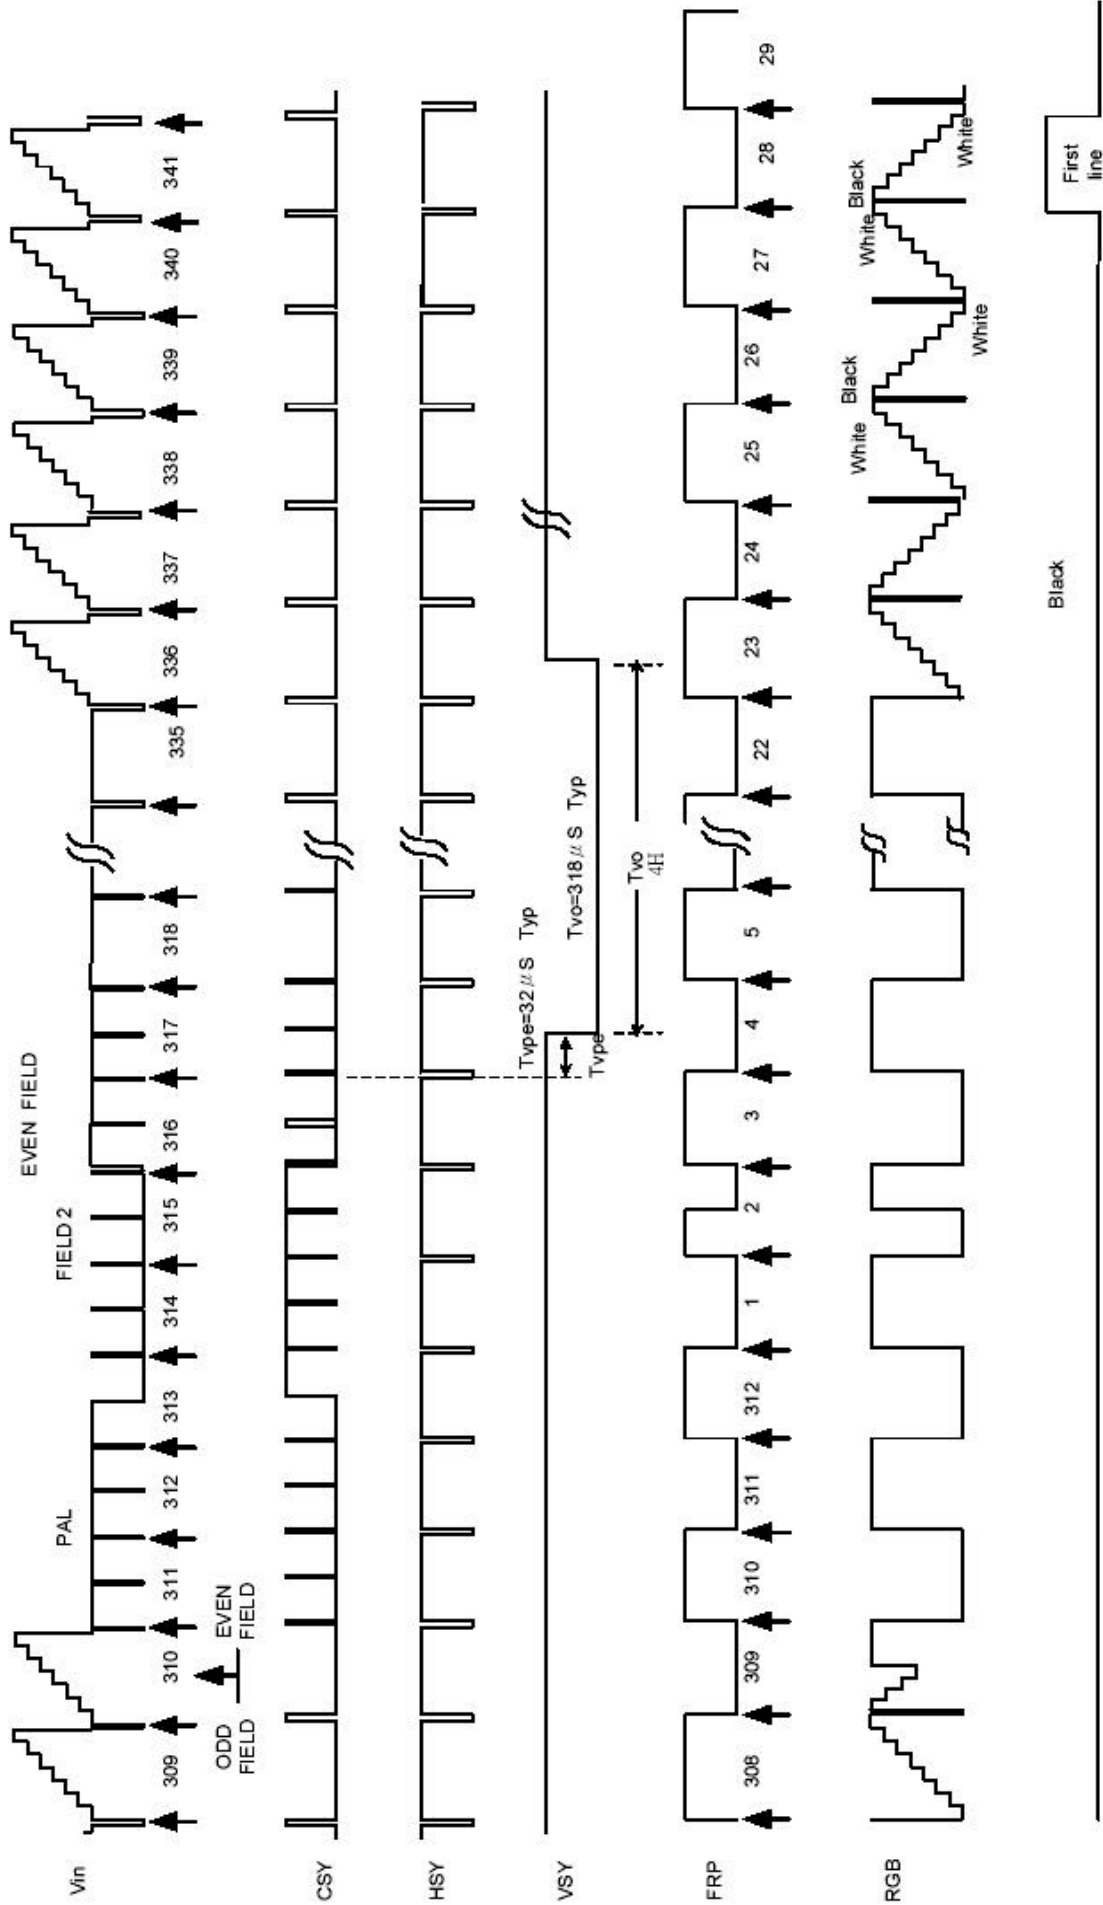 EVEN FIELD
PAL
FIELD 2
Vin
309
310
311
312
313
314
315
316
317
318
335
336
337
338
339
340
341
ODD
FIELD
EVEN
FIELD
CSY
HSY
Tvpe=32μS Typ
VSY
Tvpe
Tvo=318μS Typ
Tvo
4H
FRP
308
309
310
311
312
1
2
3
4
5
22
23
24
25
26
27
28
29
RGB
White
Black
White
White
Black
White
Black
First
line